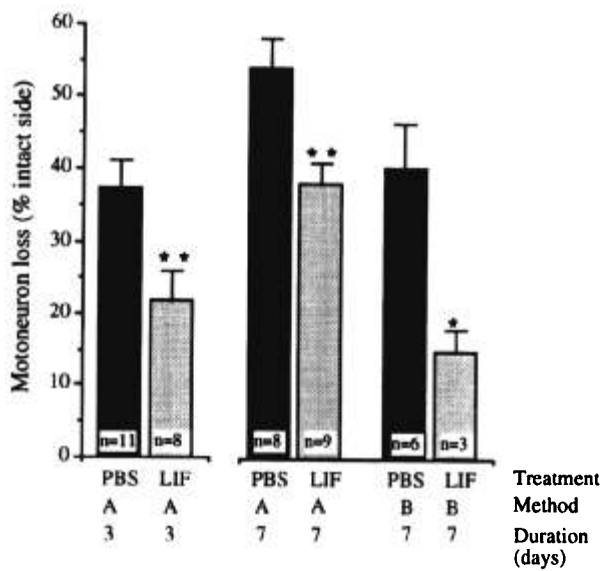 Motoneuron loss (% intact side)
60
50
40
30
20
10
0
** ** *
n=11 n=8 n=8 n=9 n=6 n=3
PBS LIF PBS LIF PBS LIF Treatment
A A A A B B Method
3 3 7 7 7 7 Duration
(days)